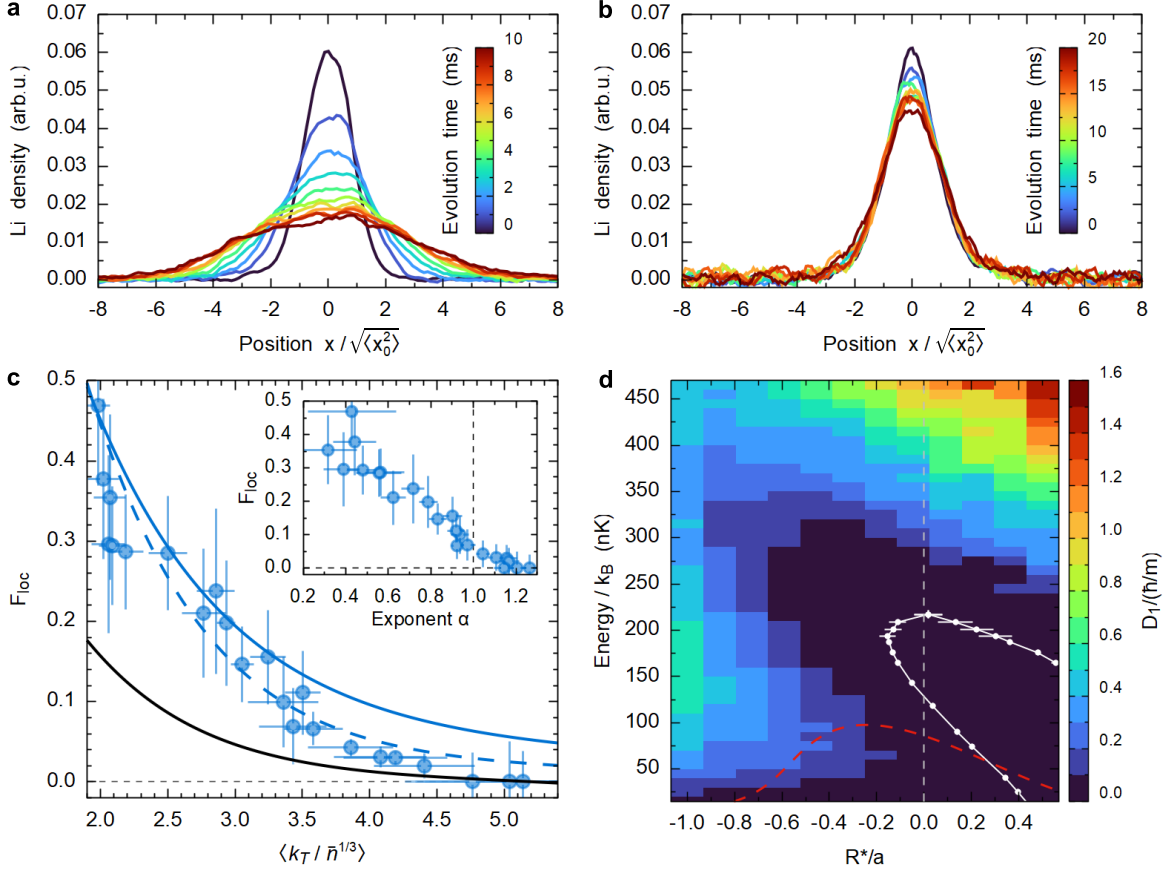 a
b
0.07
0.06
0.05
0.04
0.03
0.02
0.01
0.00
Li density (arb.u.)
-8 -6 -4 -2 0 2 4 6 8
Position x / √⟨x₀²⟩
Evolution time (ms)
10
8
6
4
2
0
0.07
0.06
0.05
0.04
0.03
0.02
0.01
0.00
Li density (arb.u.)
-8 -6 -4 -2 0 2 4 6 8
Position x / √⟨x₀²⟩
Evolution time (ms)
20
15
10
5
0
c
0.5
0.4
0.3
0.2
0.1
0.0
F_loc
2.0 2.5 3.0 3.5 4.0 4.5 5.0
⟨k_T / n̄^{1/3}⟩
0.5
0.4
0.3
0.2
0.1
0.0
F_loc
0.2 0.4 0.6 0.8 1.0 1.2
Exponent α
d
450
400
350
300
250
200
150
100
50
Energy / k_B (nK)
-1.0 -0.8 -0.6 -0.4 -0.2 0.0 0.2 0.4
R*/a
1.6
1.4
1.2
1.0
0.8
0.6
0.4
0.2
0.0
D₁/(ħ/m)